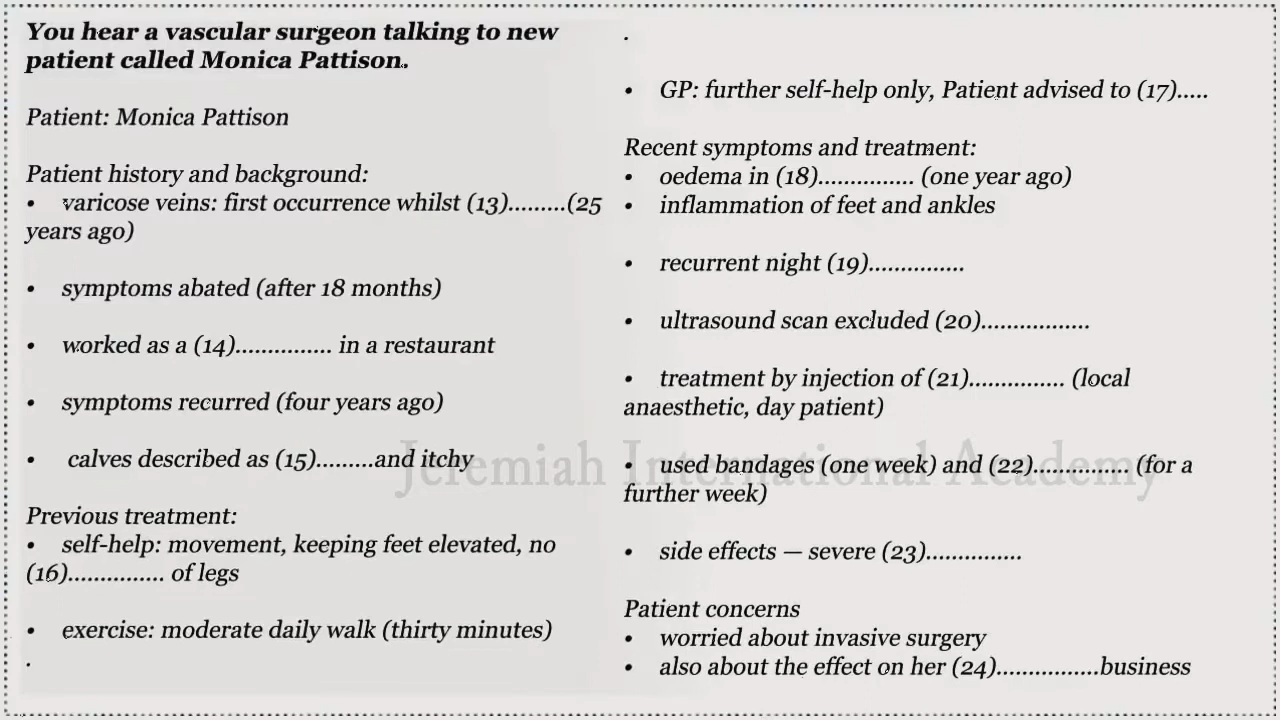 You hear a vascular surgeon talking to new
patient called Monica Pattison.
Patient: Monica Pattison
Patient history and background:
• varicose veins: first occurrence whilst (13).........(25
years ago)
• symptoms abated (after 18 months)
• worked as a (14)............... in a restaurant
• symptoms recurred (four years ago)
• calves described as (15).........and itchy
Previous treatment:
• self-help: movement, keeping feet elevated, no
(16)............... of legs
• exercise: moderate daily walk (thirty minutes)
.
.
• GP: further self-help only, Patient advised to (17).....
Recent symptoms and treatment:
• oedema in (18)............... (one year ago)
• inflammation of feet and ankles
• recurrent night (19)...............
• ultrasound scan excluded (20).................
• treatment by injection of (21)............... (local
anaesthetic, day patient)
• used bandages (one week) and (22)............... (for a
further week)
• side effects — severe (23)...............
Patient concerns
• worried about invasive surgery
• also about the effect on her (24)...............business
Jeremiah International Academy